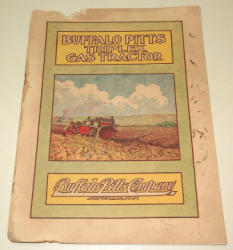 BUFFALO PITTS
TRIPLEX
GAS TRACTOR
Buffalo Pitts Company